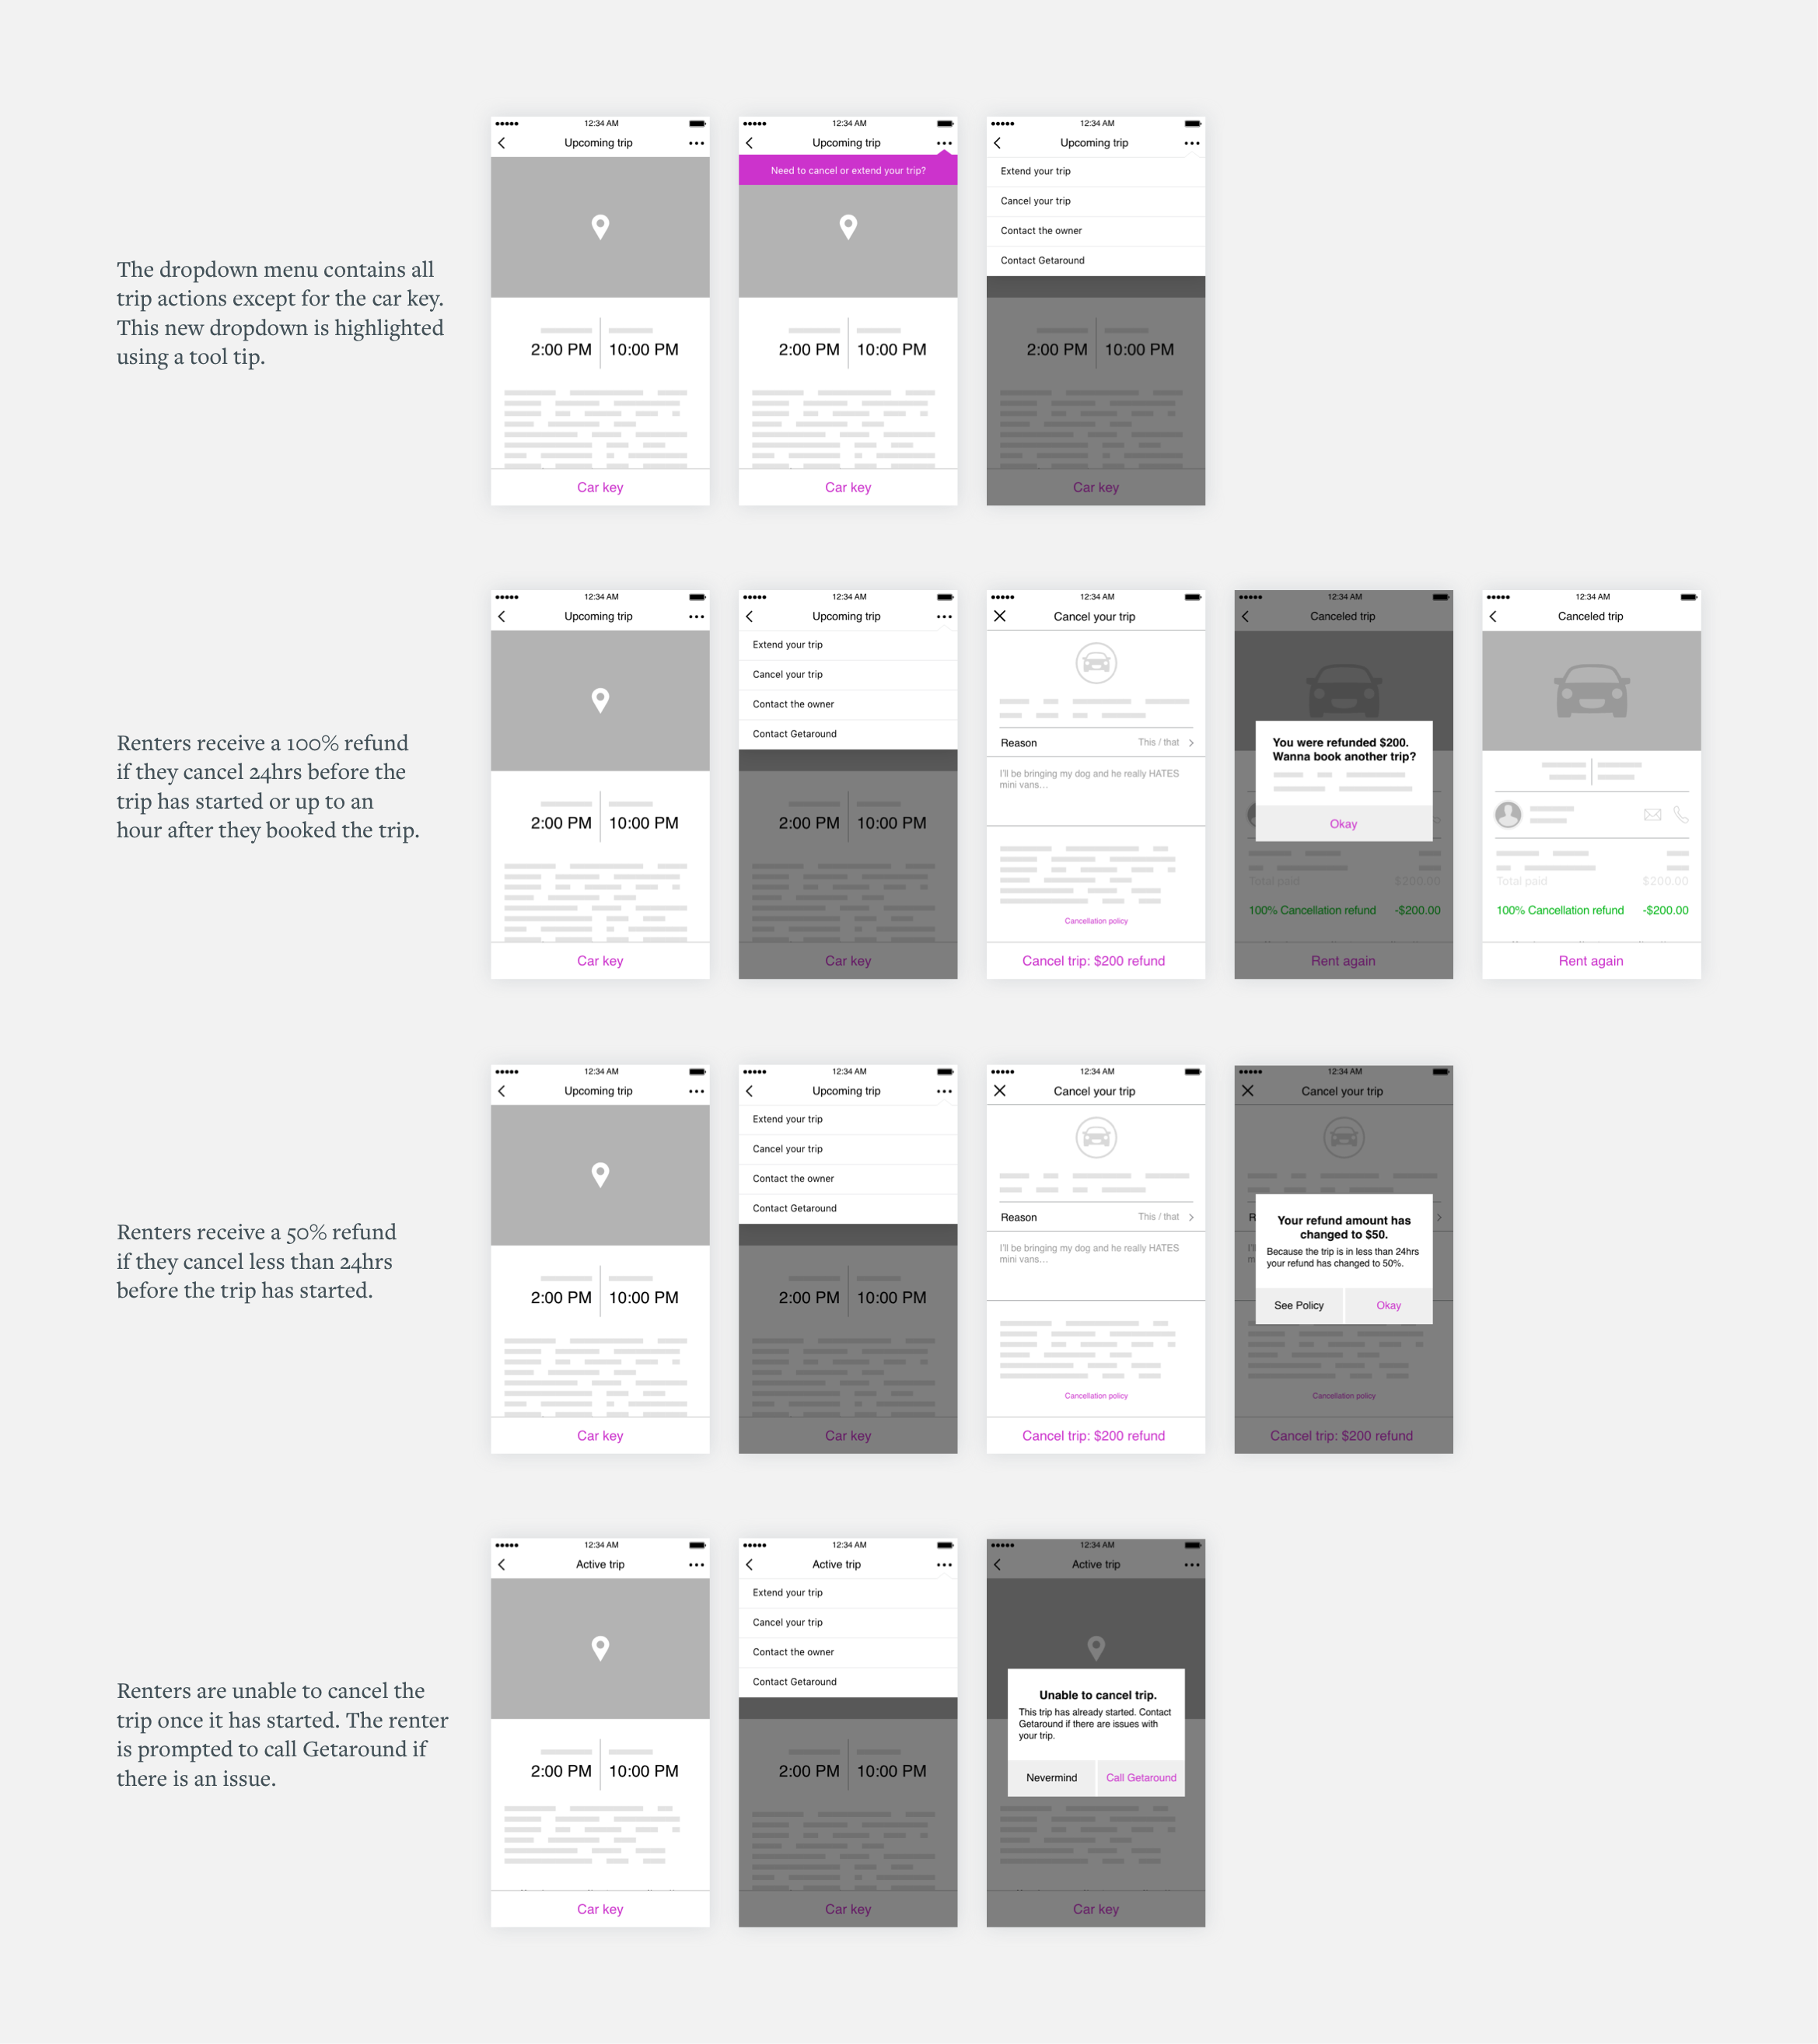 The dropdown menu contains all
trip actions except for the car key.
This new dropdown is highlighted
using a tool tip.
12:34 AM
Upcoming trip
2:00 PM
10:00 PM
Car key
12:34 AM
Upcoming trip
Need to cancel or extend your trip?
2:00 PM
10:00 PM
Car key
12:34 AM
Upcoming trip
Extend your trip
Cancel your trip
Contact the owner
Contact Getaround
2:00 PM
10:00 PM
Car key
Renters receive a 100% refund
if they cancel 24hrs before the
trip has started or up to an
hour after they booked the trip.
12:34 AM
Upcoming trip
2:00 PM
10:00 PM
Car key
12:34 AM
Upcoming trip
Extend your trip
Cancel your trip
Contact the owner
Contact Getaround
2:00 PM
10:00 PM
Car key
12:34 AM
Cancel your trip
Reason
This / that
I'll be bringing my dog and he really HATES
mini vans...
Cancellation policy
Cancel trip: $200 refund
12:34 AM
Canceled trip
You were refunded $200.
Wanna book another trip?
Okay
Total paid
$200.00
100% Cancellation refund
-$200.00
Rent again
12:34 AM
Canceled trip
Total paid
$200.00
100% Cancellation refund
-$200.00
Rent again
Renters receive a 50% refund
if they cancel less than 24hrs
before the trip has started.
12:34 AM
Upcoming trip
2:00 PM
10:00 PM
Car key
12:34 AM
Upcoming trip
Extend your trip
Cancel your trip
Contact the owner
Contact Getaround
2:00 PM
10:00 PM
Car key
12:34 AM
Cancel your trip
Reason
This / that
I'll be bringing my dog and he really HATES
mini vans...
Cancellation policy
Cancel trip: $200 refund
12:34 AM
Cancel your trip
Your refund amount has
changed to $50.
Because the trip is in less than 24hrs
your refund has changed to 50%.
See Policy
Okay
Cancellation policy
Cancel trip: $200 refund
Renters are unable to cancel the
trip once it has started. The renter
is prompted to call Getaround if
there is an issue.
12:34 AM
Active trip
2:00 PM
10:00 PM
Car key
12:34 AM
Active trip
Extend your trip
Cancel your trip
Contact the owner
Contact Getaround
2:00 PM
10:00 PM
Car key
12:34 AM
Active trip
Unable to cancel trip.
This trip has already started. Contact
Getaround if there are issues with
your trip.
Nevermind
Call Getaround
Car key